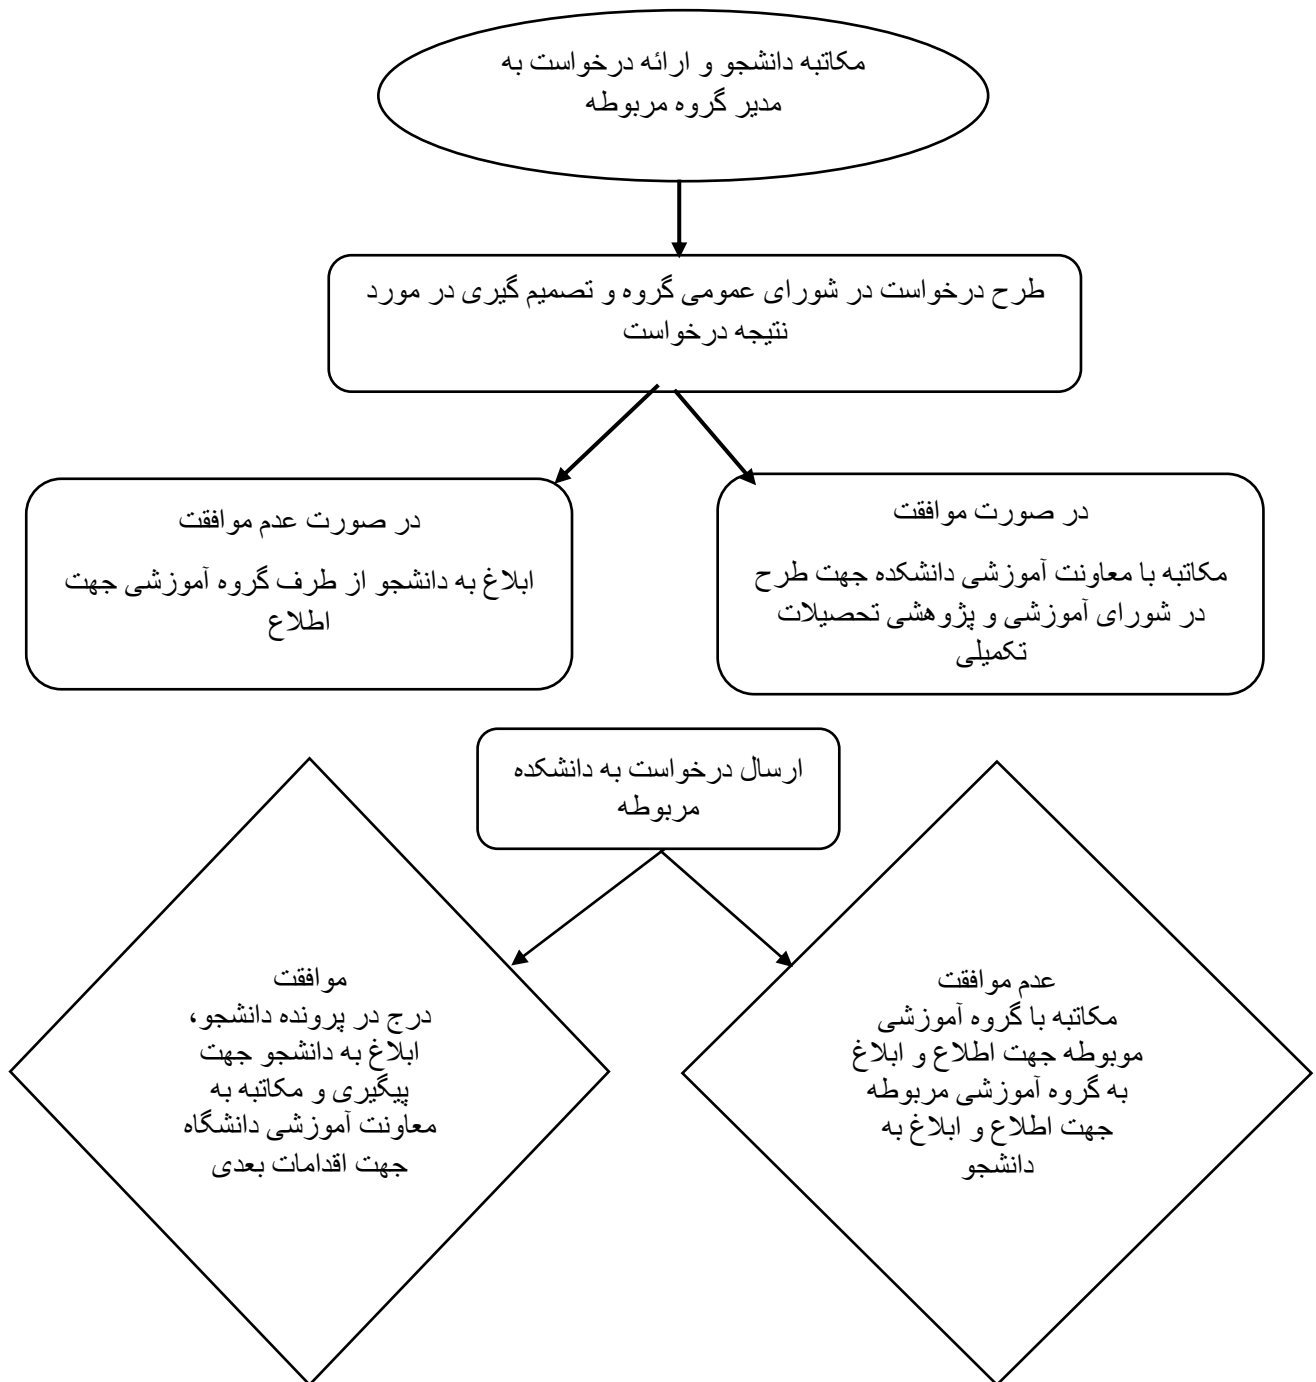 مکاتبه دانشجو و ارائه درخواست به
مدیر گروه مربوطه
طرح درخواست در شورای عمومی گروه و تصمیم گیری در مورد
نتیجه درخواست
در صورت موافقت
مکاتبه با معاونت آموزشی دانشکده جهت طرح
در شورای آموزشی و پژوهشی تحصیلات
تکمیلی
در صورت عدم موافقت
ابلاغ به دانشجو از طرف گروه آموزشی جهت
اطلاع
ارسال درخواست به دانشکده
مربوطه
عدم موافقت
مکاتبه با گروه آموزشی
موبوطه جهت اطلاع و ابلاغ
به گروه آموزشی مربوطه
جهت اطلاع و ابلاغ به
دانشجو
موافقت
درج در پرونده دانشجو،
ابلاغ به دانشجو جهت
پیگیری و مکاتبه به
معاونت آموزشی دانشگاه
جهت اقدامات بعدی